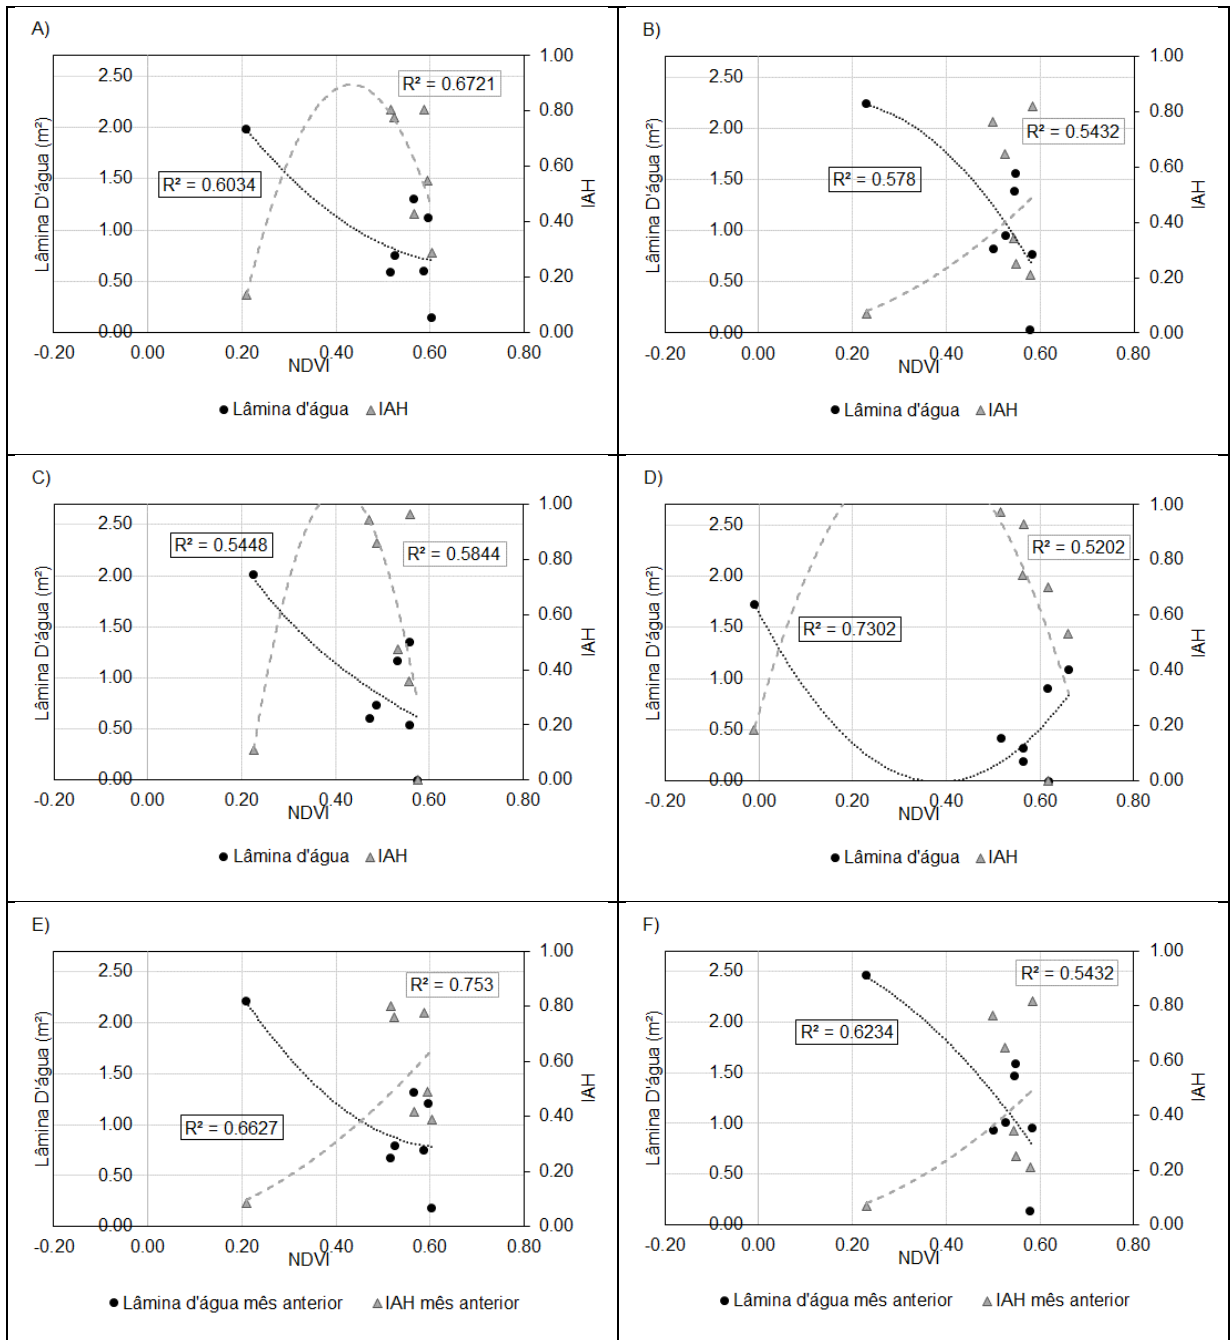 A)
Lâmina D'água (m²)
2.50
2.00
1.50
1.00
0.50
0.00
1.00
0.80
0.60
0.40
0.20
0.00
IAH
R² = 0.6721
R² = 0.6034
-0.20 0.00 0.20 0.40 0.60 0.80
NDVI
Lâmina d'água IAH
B)
Lâmina D'água (m²)
2.50
2.00
1.50
1.00
0.50
0.00
1.00
0.80
0.60
0.40
0.20
0.00
IAH
R² = 0.5432
R² = 0.578
-0.20 0.00 0.20 0.40 0.60 0.80
NDVI
Lâmina d'água IAH
C)
Lâmina D'água (m²)
2.50
2.00
1.50
1.00
0.50
0.00
1.00
0.80
0.60
0.40
0.20
0.00
IAH
R² = 0.5448
R² = 0.5844
-0.20 0.00 0.20 0.40 0.60 0.80
NDVI
Lâmina d'água IAH
D)
Lâmina D'água (m²)
2.50
2.00
1.50
1.00
0.50
0.00
1.00
0.80
0.60
0.40
0.20
0.00
IAH
R² = 0.5202
R² = 0.7302
-0.20 0.00 0.20 0.40 0.60 0.80
NDVI
Lâmina d'água IAH
E)
Lâmina D'água (m²)
2.50
2.00
1.50
1.00
0.50
0.00
1.00
0.80
0.60
0.40
0.20
0.00
IAH
R² = 0.753
R² = 0.6627
-0.20 0.00 0.20 0.40 0.60 0.80
NDVI
Lâmina d'água mês anterior IAH mês anterior
F)
Lâmina D'água (m²)
2.50
2.00
1.50
1.00
0.50
0.00
1.00
0.80
0.60
0.40
0.20
0.00
IAH
R² = 0.5432
R² = 0.6234
-0.20 0.00 0.20 0.40 0.60 0.80
NDVI
Lâmina d'água mês anterior IAH mês anterior